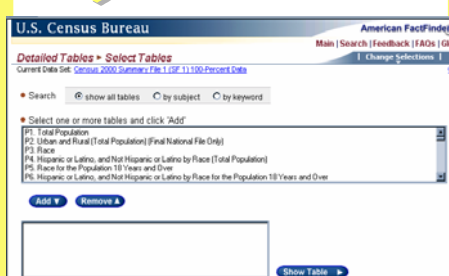 U.S. Census Bureau
American FactFinde
Main | Search | Feedback | FAQs | Gl
Detailed Tables ▸ Select Tables
| Change Selections |
Current Data Set: Census 2000 Summary File 1 (SF 1) 100-Percent Data
Search show all tables by subject by keyword
Select one or more tables and click 'Add'
P1. Total Population
P2. Urban and Rural [Total Population] (Final National File Only)
P3. Race
P4. Hispanic or Latino, and Not Hispanic or Latino by Race [Total Population]
P5. Race for the Population 18 Years and Over
P6. Hispanic or Latino, and Not Hispanic or Latino by Race for the Population 18 Years and Over
Add ▼ Remove ▲
Show Table ▶